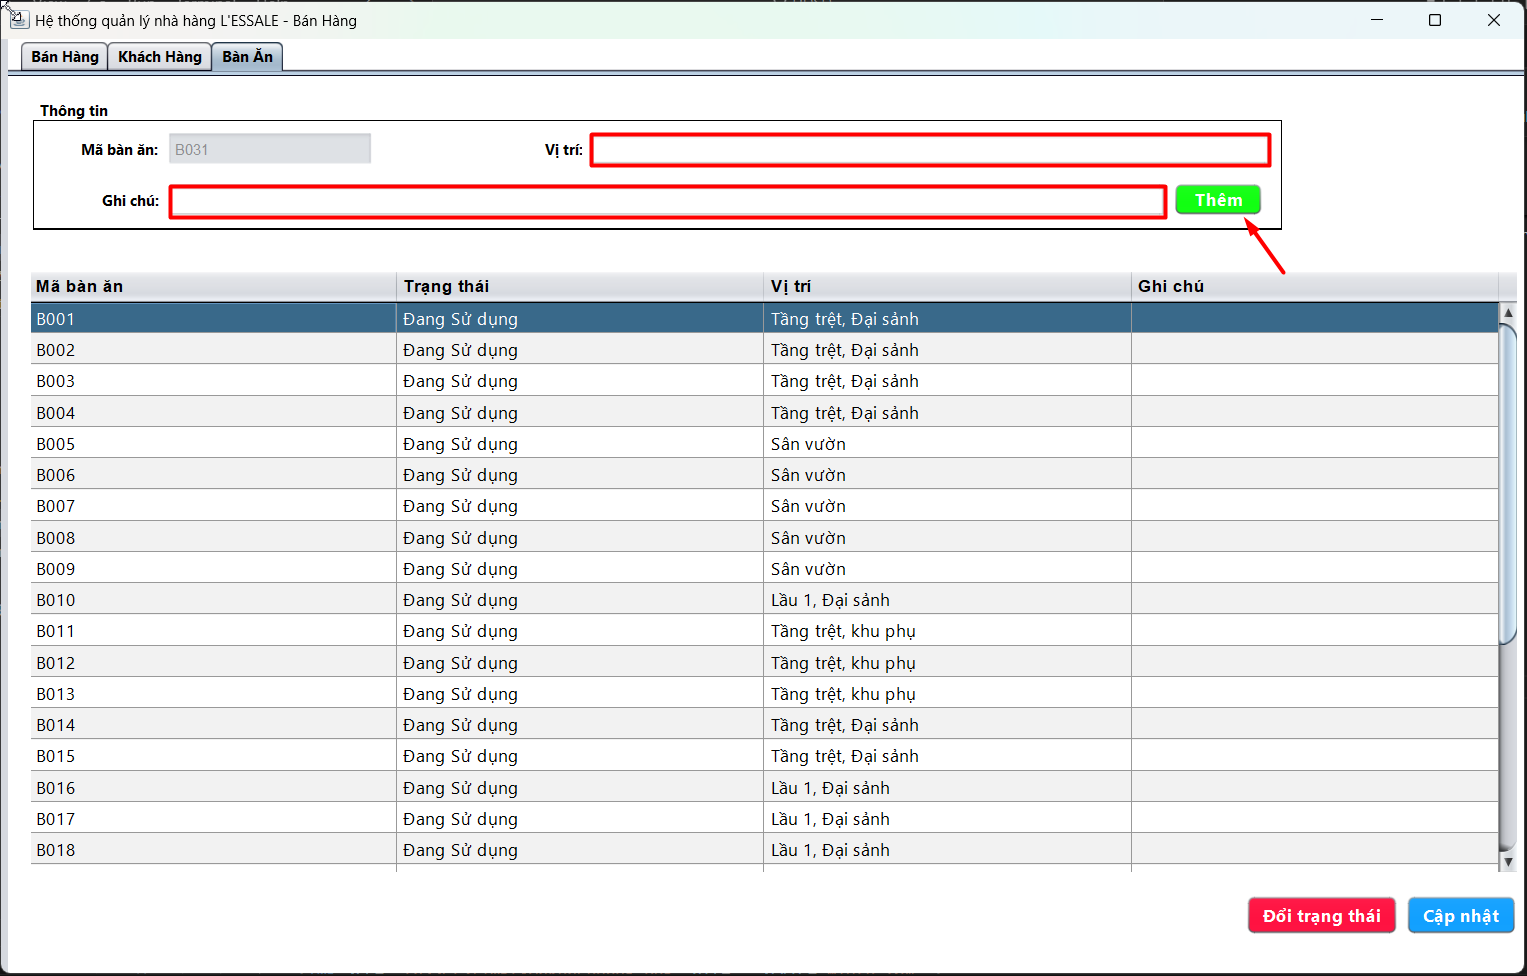 Hệ thống quản lý nhà hàng L'ESSALE - Bán Hàng
Bán Hàng Khách Hàng Bàn Ăn
Thông tin
Mã bàn ăn: B031 Vị trí:
Ghi chú: Thêm
Mã bàn ăn Trạng thái Vị trí Ghi chú
B001 Đang Sử dụng Tầng trệt, Đại sảnh
B002 Đang Sử dụng Tầng trệt, Đại sảnh
B003 Đang Sử dụng Tầng trệt, Đại sảnh
B004 Đang Sử dụng Tầng trệt, Đại sảnh
B005 Đang Sử dụng Sân vườn
B006 Đang Sử dụng Sân vườn
B007 Đang Sử dụng Sân vườn
B008 Đang Sử dụng Sân vườn
B009 Đang Sử dụng Sân vườn
B010 Đang Sử dụng Lầu 1, Đại sảnh
B011 Đang Sử dụng Tầng trệt, khu phụ
B012 Đang Sử dụng Tầng trệt, khu phụ
B013 Đang Sử dụng Tầng trệt, khu phụ
B014 Đang Sử dụng Tầng trệt, Đại sảnh
B015 Đang Sử dụng Tầng trệt, Đại sảnh
B016 Đang Sử dụng Lầu 1, Đại sảnh
B017 Đang Sử dụng Lầu 1, Đại sảnh
B018 Đang Sử dụng Lầu 1, Đại sảnh
Đổi trạng thái Cập nhật